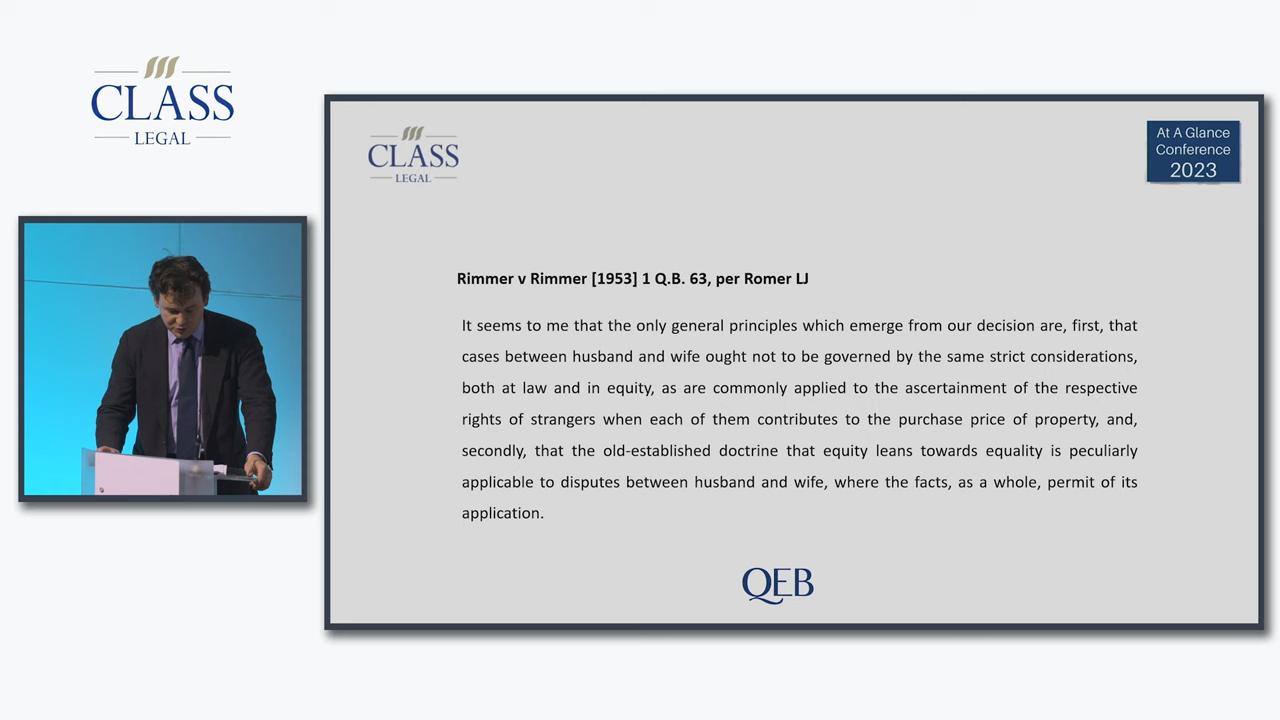 CLASS
LEGAL
CLASS
LEGAL
At A Glance
Conference
2023
Rimmer v Rimmer [1953] 1 Q.B. 63, per Romer LJ
It seems to me that the only general principles which emerge from our decision are, first, that
cases between husband and wife ought not to be governed by the same strict considerations,
both at law and in equity, as are commonly applied to the ascertainment of the respective
rights of strangers when each of them contributes to the purchase price of property, and,
secondly, that the old-established doctrine that equity leans towards equality is peculiarly
applicable to disputes between husband and wife, where the facts, as a whole, permit of its
application.
QEB